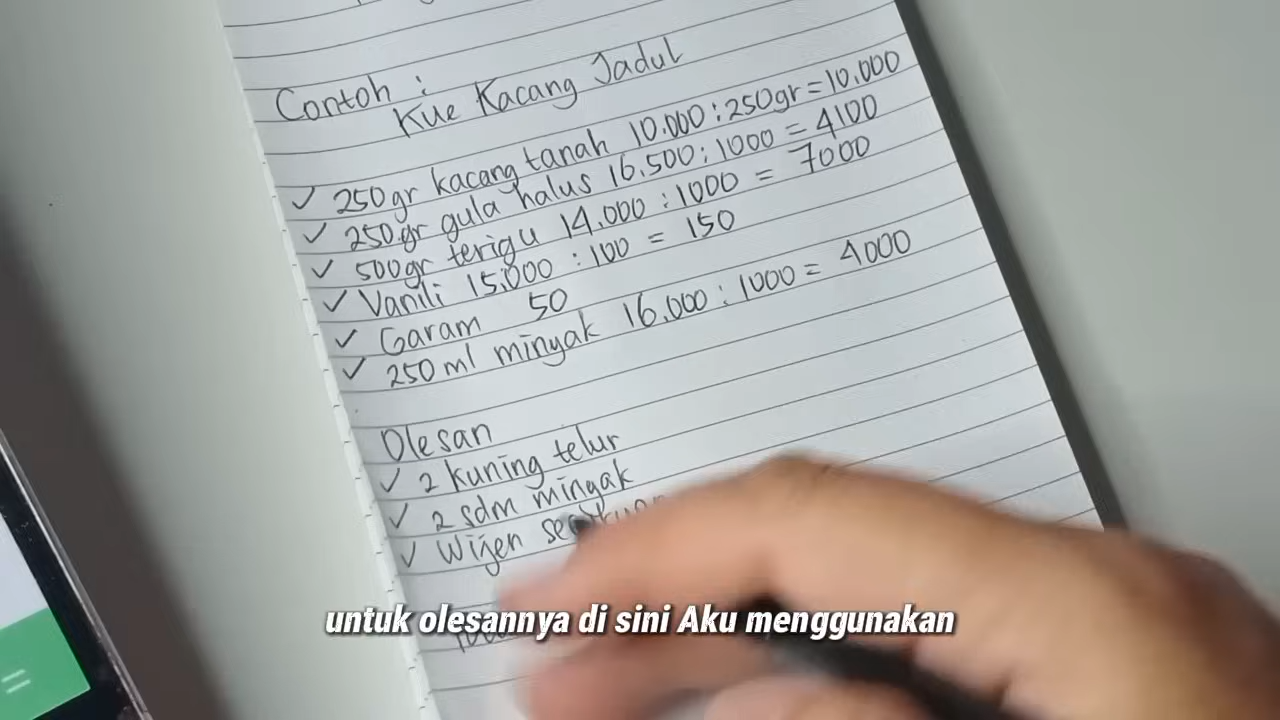 Contoh :
Kue Kacang Jadul
✓ 250gr kacang tanah 10.000 : 250gr = 10.000
✓ 250gr gula halus 16.500 : 1000 = 4100
✓ 500gr terigu 14.000 : 1000 = 7000
✓ Vanili 15.000 : 100 = 150
✓ Garam 50
✓ 250 ml minyak 16.000 : 1000 = 4000
Olesan
✓ 2 kuning telur
✓ 2 sdm minyak
✓ Wijen
untuk olesannya di sini Aku menggunakan